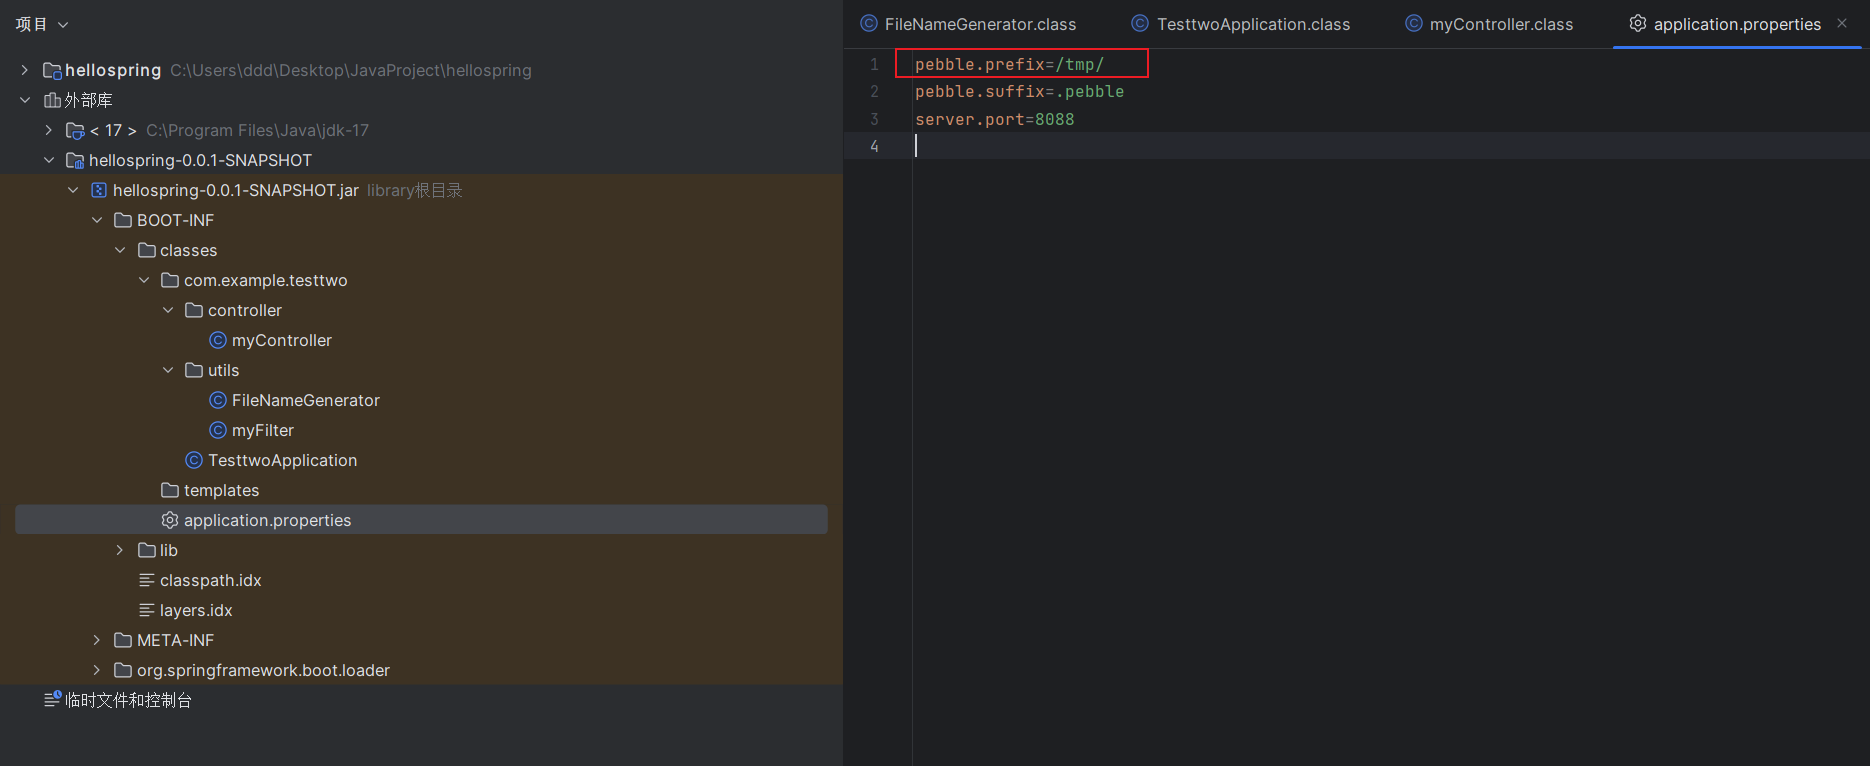 项目
hellospring C:\Users\ddd\Desktop\JavaProject\hellospring
外部库
< 17 > C:\Program Files\Java\jdk-17
hellospring-0.0.1-SNAPSHOT
hellospring-0.0.1-SNAPSHOT.jar library根目录
BOOT-INF
classes
com.example.testtwo
controller
myController
utils
FileNameGenerator
myFilter
TesttwoApplication
templates
application.properties
lib
classpath.idx
layers.idx
META-INF
org.springframework.boot.loader
临时文件和控制台
FileNameGenerator.class TesttwoApplication.class myController.class application.properties
1 pebble.prefix=/tmp/
2 pebble.suffix=.pebble
3 server.port=8088
4